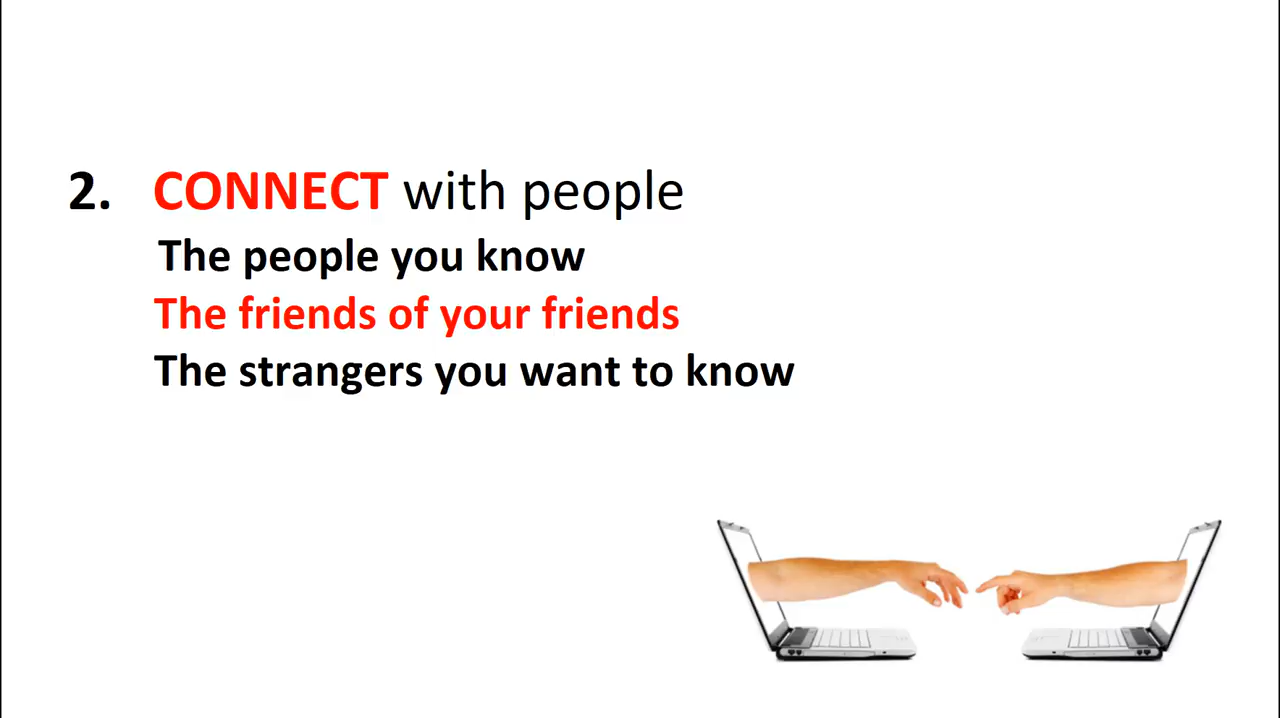 2. CONNECT with people
The people you know
The friends of your friends
The strangers you want to know